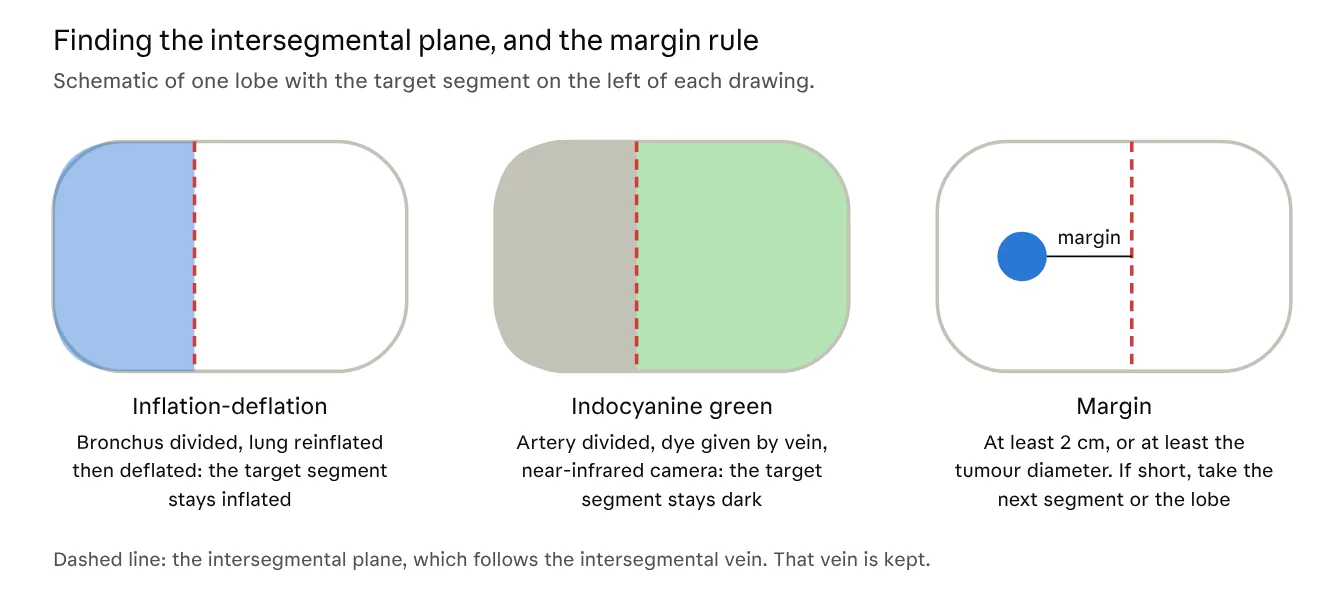 Finding the intersegmental plane, and the margin rule
Schematic of one lobe with the target segment on the left of each drawing.
margin
Inflation-deflation
Bronchus divided, lung reinflated
then deflated: the target segment
stays inflated
Indocyanine green
Artery divided, dye given by vein,
near-infrared camera: the target
segment stays dark
Margin
At least 2 cm, or at least the
tumour diameter. If short, take the
next segment or the lobe
Dashed line: the intersegmental plane, which follows the intersegmental vein. That vein is kept.